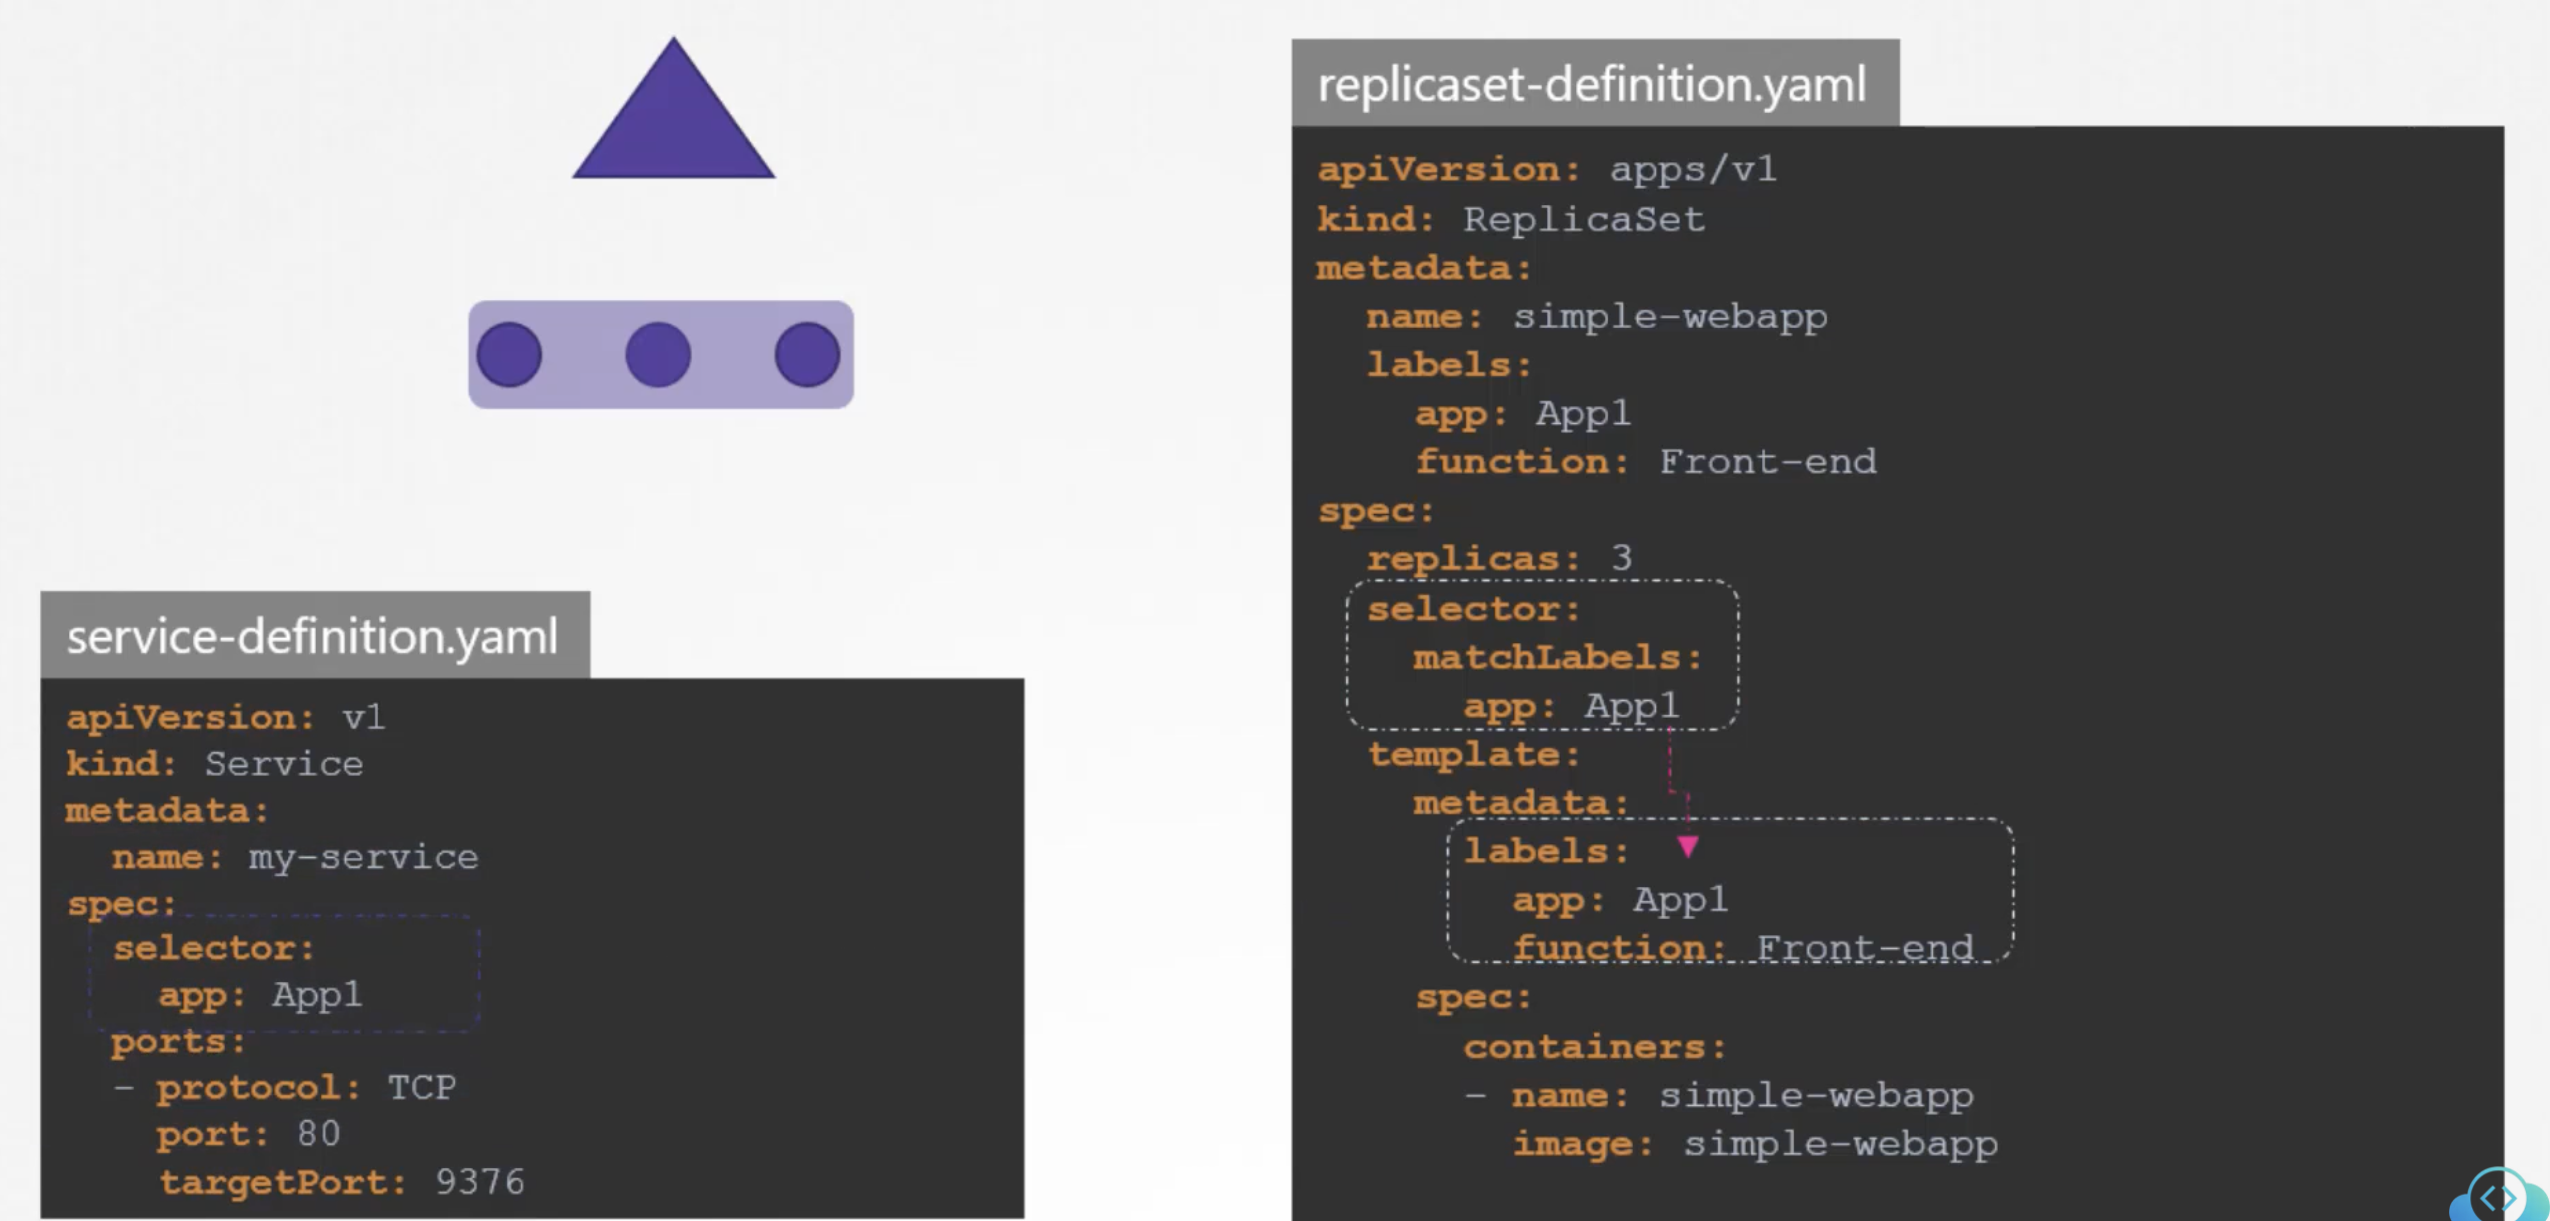 replicaset-definition.yaml
apiVersion: apps/v1
kind: ReplicaSet
metadata:
   name: simple-webapp
   labels:
      app: App1
      function: Front-end
spec:
   replicas: 3
   selector:
      matchLabels:
         app: App1
   template:
      metadata:
         labels:
            app: App1
            function: Front-end
      spec:
         containers:
         - name: simple-webapp
            image: simple-webapp
service-definition.yaml
apiVersion: v1
kind: Service
metadata:
  name: my-service
spec:
  selector:
    app: App1
  ports:
  - protocol: TCP
    port: 80
    targetPort: 9376